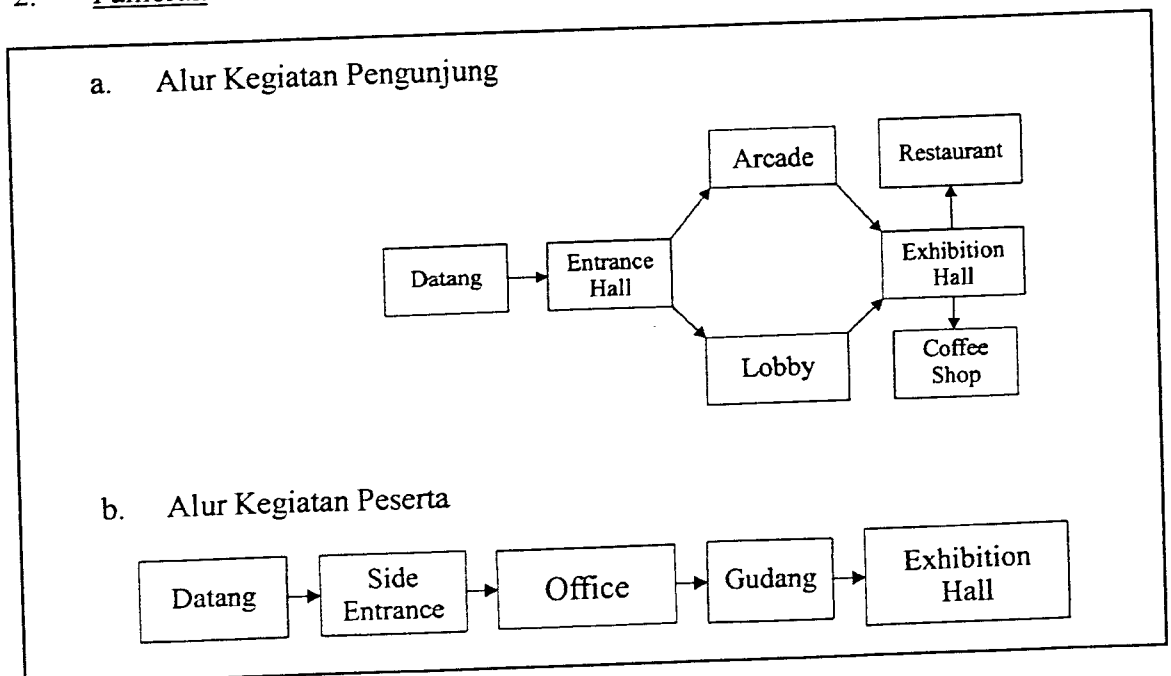 2.
a. Alur Kegiatan Pengunjung
Arcade
Restaurant
Datang
Entrance
Hall
Exhibition
Hall
Lobby
Coffee
Shop
b. Alur Kegiatan Peserta
Datang
Side
Entrance
Office
Gudang
Exhibition
Hall